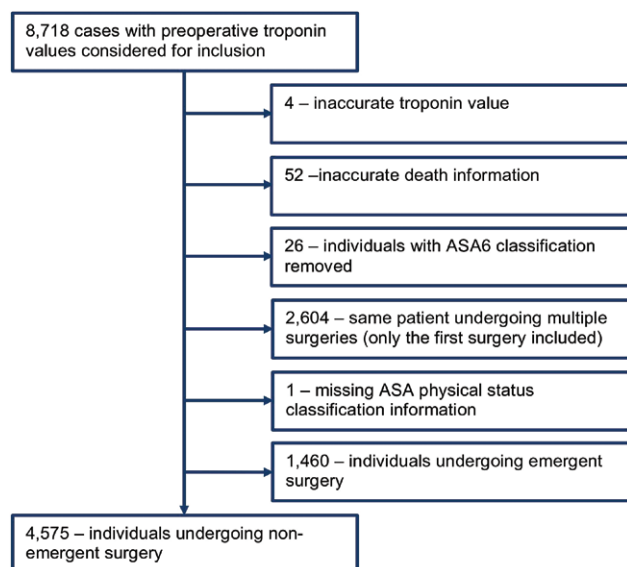 8,718 cases with preoperative troponin
values considered for inclusion
4 – inaccurate troponin value
52 –inaccurate death information
26 – individuals with ASA6 classification
removed
2,604 – same patient undergoing multiple
surgeries (only the first surgery included)
1 – missing ASA physical status
classification information
1,460 – individuals undergoing emergent
surgery
4,575 – individuals undergoing non-
emergent surgery